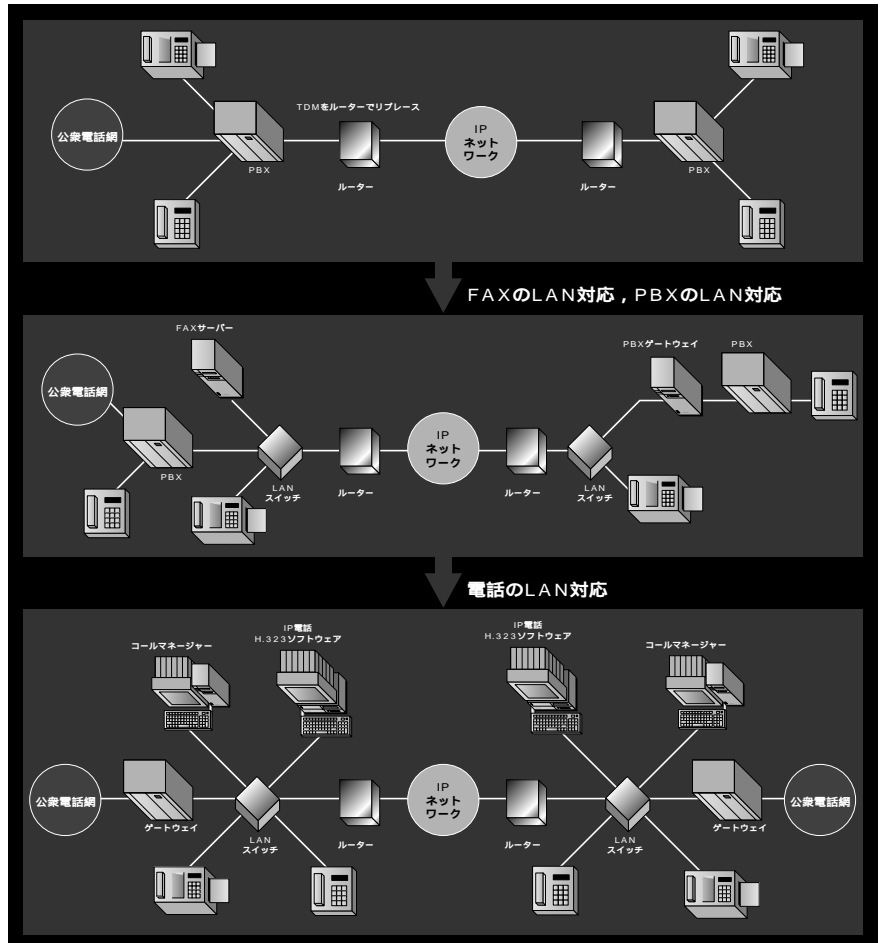 TDMをルーターでリプレース
公衆電話網
PBX
ルーター
IP
ネット
ワーク
ルーター
PBX
FAXのLAN対応，PBXのLAN対応
FAXサーバー
PBXゲートウェイ
PBX
公衆電話網
PBX
LAN
スイッチ
ルーター
IP
ネット
ワーク
ルーター
LAN
スイッチ
電話のLAN対応
コールマネージャー
IP電話
H.323ソフトウェア
IP電話
H.323ソフトウェア
コールマネージャー
公衆電話網
ゲートウェイ
LAN
スイッチ
ルーター
IP
ネット
ワーク
ルーター
LAN
スイッチ
ゲートウェイ
公衆電話網